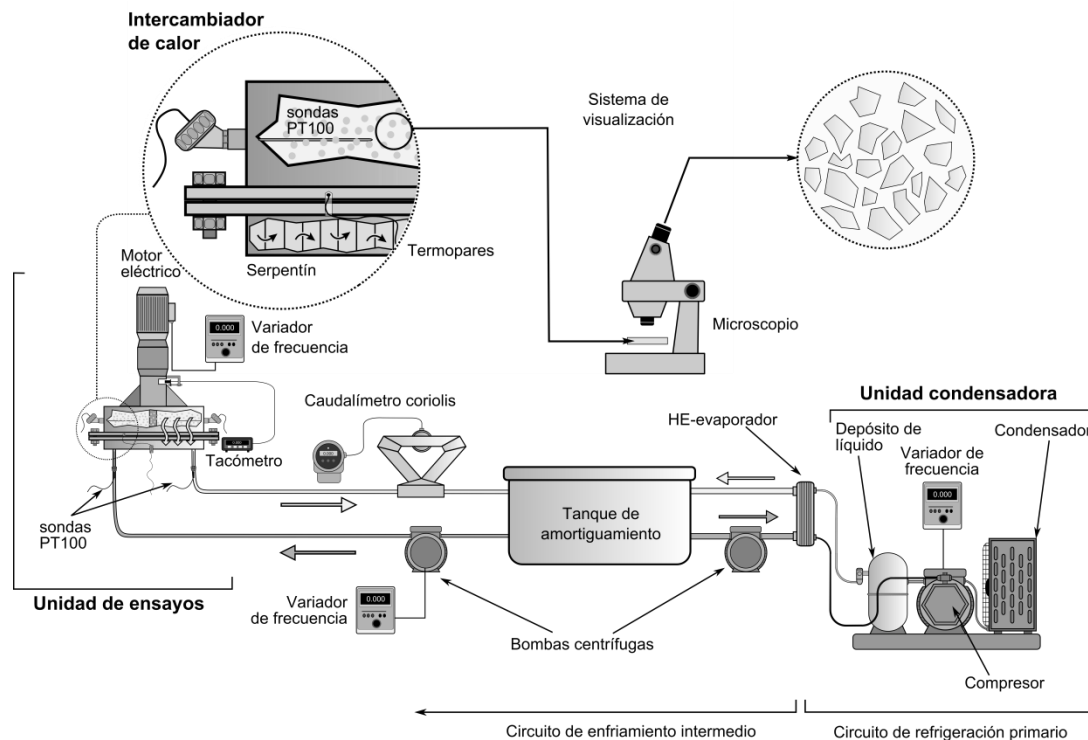 Intercambiador
de calor
sondas
PT100
Sistema de
visualización
Termopares
Serpentín
Motor
eléctrico
Microscopio
0.000
Variador
de frecuencia
Caudalímetro coriolis
Tacómetro
HE-evaporador
Unidad condensadora
Depósito de
líquido
Variador de
frecuencia
Condensador
0.000
Tanque de
amortiguamiento
sondas
PT100
Unidad de ensayos
Variador
de frecuencia
0.000
Bombas centrífugas
Compresor
Circuito de enfriamiento intermedio
Circuito de refrigeración primario